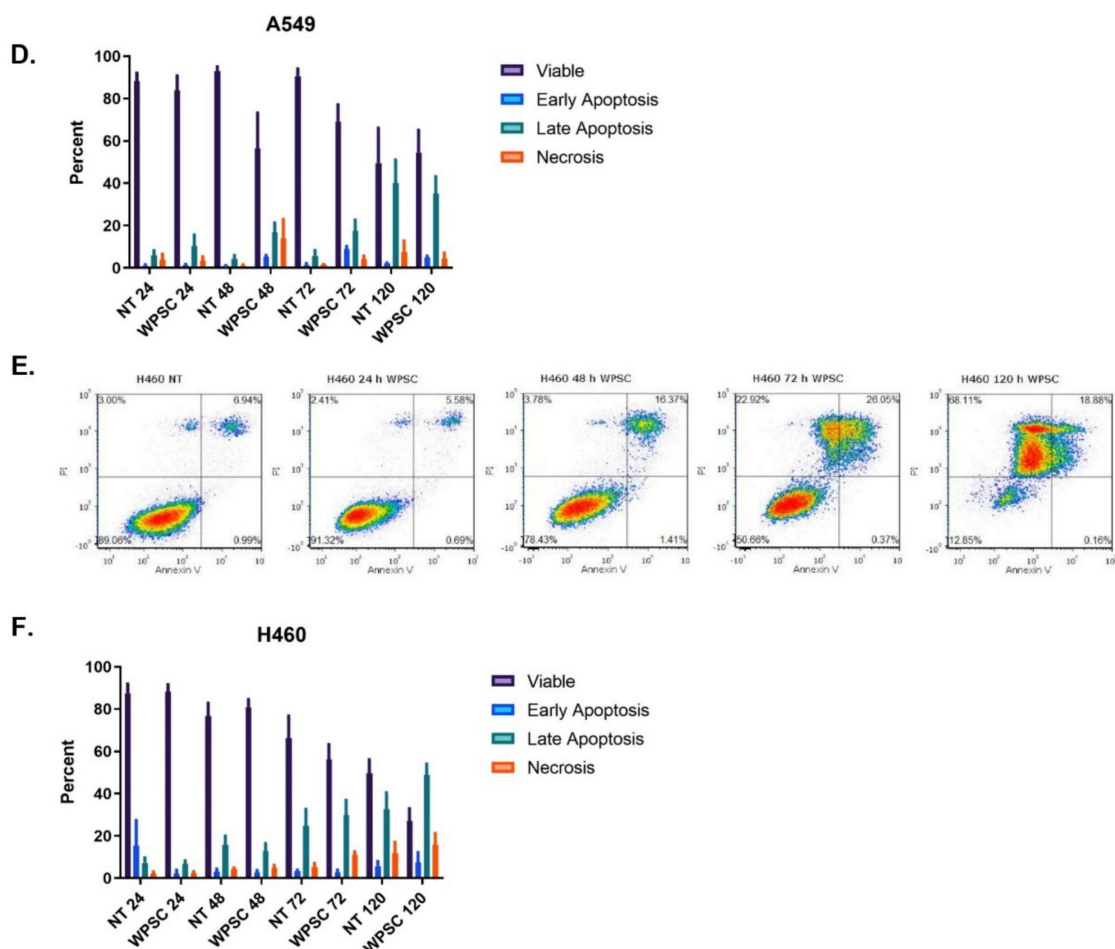 D.
A549
Percent
100
80
60
40
20
0
NT 24
WPSC 24
NT 48
WPSC 48
NT 72
WPSC 72
NT 120
WPSC 120
Viable
Early Apoptosis
Late Apoptosis
Necrosis
E.
H460 NT
3.00%
6.94%
89.06%
0.99%
PI
Annexin V
H460 24 h WPSC
2.41%
5.58%
91.32%
0.69%
PI
Annexin V
H460 48 h WPSC
3.78%
16.37%
78.43%
1.41%
PI
Annexin V
H460 72 h WPSC
22.92%
26.05%
50.66%
0.37%
PI
Annexin V
H460 120 h WPSC
68.11%
18.88%
12.85%
0.16%
PI
Annexin V
F.
H460
Percent
100
80
60
40
20
0
NT 24
WPSC 24
NT 48
WPSC 48
NT 72
WPSC 72
NT 120
WPSC 120
Viable
Early Apoptosis
Late Apoptosis
Necrosis